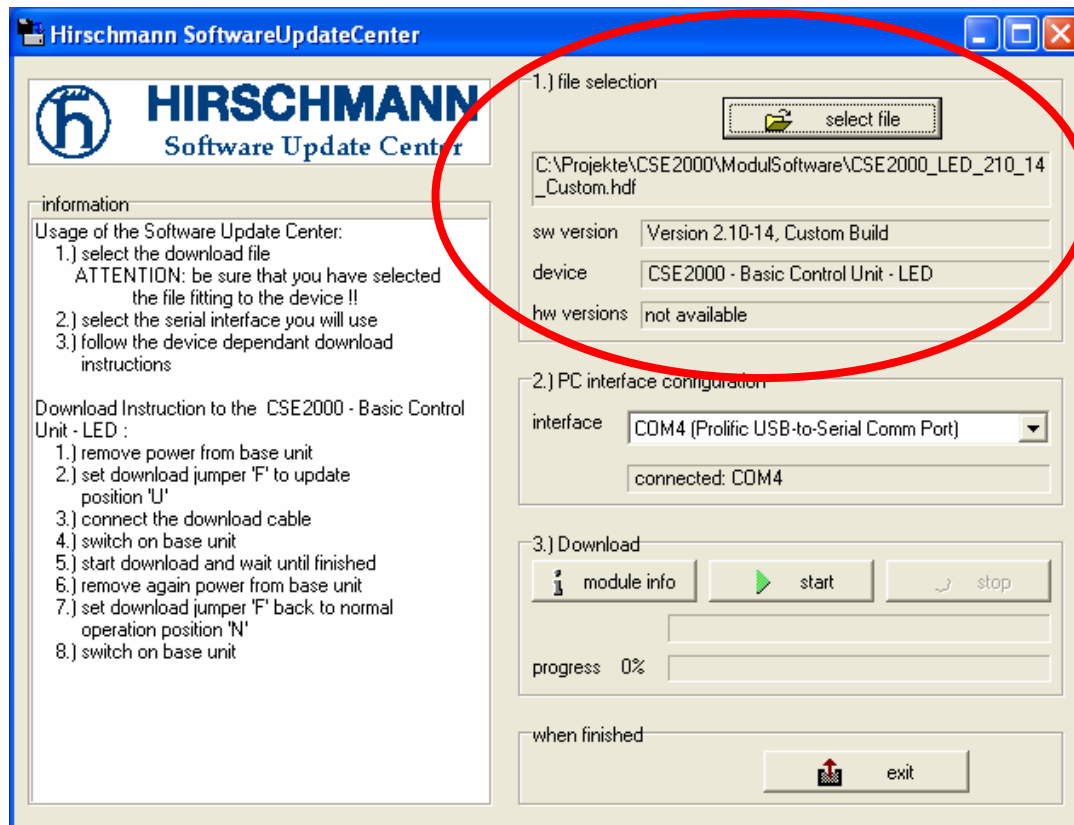 Hirschmann SoftwareUpdateCenter
HIRSCHMANN
Software Update Center
information
Usage of the Software Update Center:
1.) select the download file
ATTENTION: be sure that you have selected
the file fitting to the device !!
2.) select the serial interface you will use
3.) follow the device dependant download
instructions
Download Instruction to the CSE2000 - Basic Control
Unit - LED :
1.) remove power from base unit
2.) set download jumper 'F' to update
position 'U'
3.) connect the download cable
4.) switch on base unit
5.) start download and wait until finished
6.) remove again power from base unit
7.) set download jumper 'F' back to normal
operation position 'N'
8.) switch on base unit
1.) file selection
select file
C:\Projekte\CSE2000\ModulSoftware\CSE2000_LED_210_14
_Custom.hdf
sw version Version 2.10-14, Custom Build
device CSE2000 - Basic Control Unit - LED
hw versions not available
2.) PC interface configuration
interface COM4 (Prolific USB-to-Serial Comm Port)
connected: COM4
3.) Download
module info start stop
progress 0%
when finished
exit